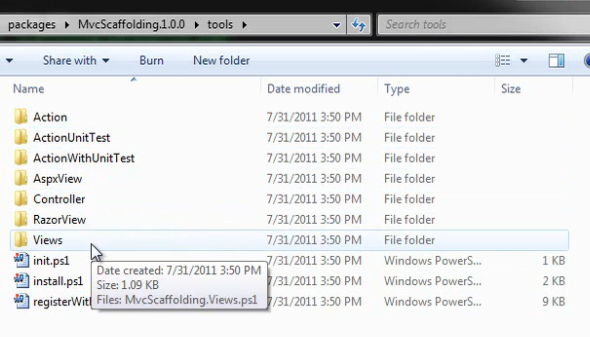 packages MvcScaffolding.1.0.0 tools Search tools
Share with Burn New folder
Name Date modified Type Size
Action 7/31/2011 3:50 PM File folder
ActionUnitTest 7/31/2011 3:50 PM File folder
ActionWithUnitTest 7/31/2011 3:50 PM File folder
AspxView 7/31/2011 3:50 PM File folder
Controller 7/31/2011 3:50 PM File folder
RazorView 7/31/2011 3:50 PM File folder
Views 7/31/2011 3:50 PM File folder
init.ps1 7/31/2011 3:50 PM Windows PowerS... 1 KB
install.ps1 7/31/2011 3:50 PM Windows PowerS... 2 KB
registerWit 7/31/2011 3:50 PM Windows PowerS... 9 KB
Date created: 7/31/2011 3:50 PM
Size: 1.09 KB
Files: MvcScaffolding.Views.ps1